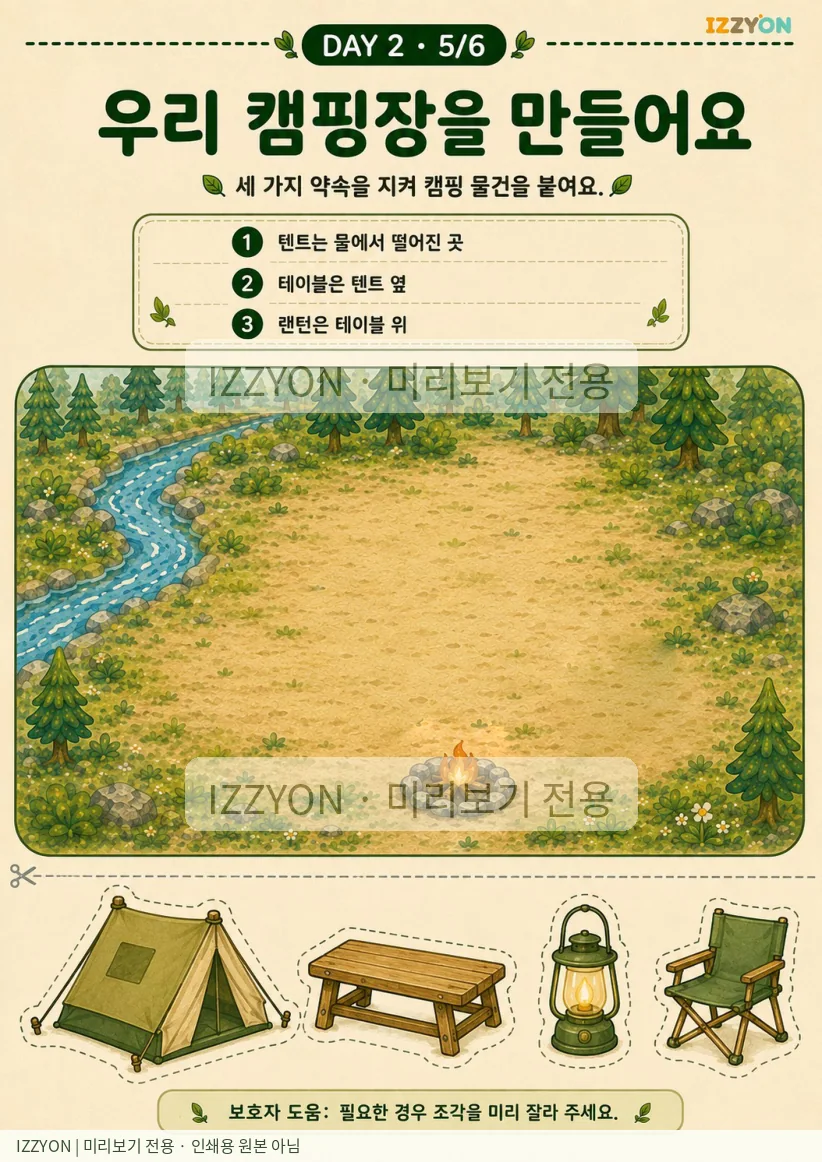 IZZYON
DAY 2 · 5/6
우리 캠핑장을 만들어요
세 가지 약속을 지켜 캠핑 물건을 붙여요.
1 텐트는 물에서 떨어진 곳
2 테이블은 텐트 옆
3 랜턴은 테이블 위
IZZYON · 미리보기 전용
IZZYON · 미리보기 전용
보호자 도움: 필요한 경우 조각을 미리 잘라 주세요.
IZZYON | 미리보기 전용 · 인쇄용 원본 아님